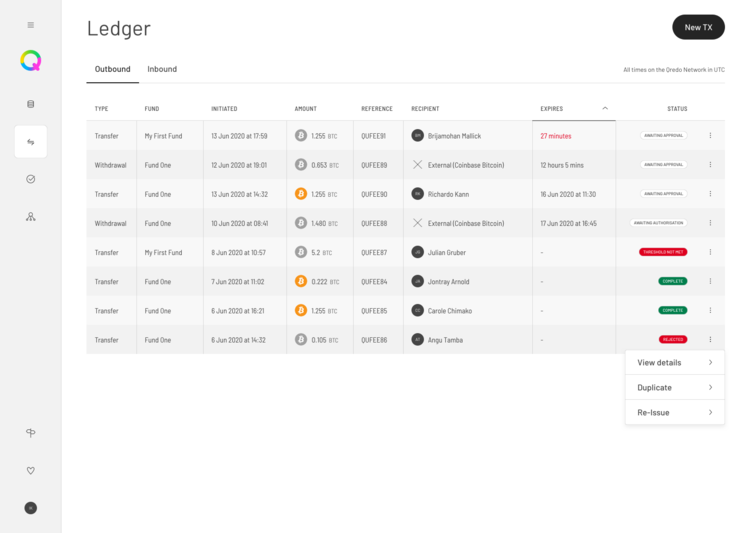 Ledger
New TX
Outbound Inbound
All times on the Qredo Network in UTC
TYPE FUND INITIATED AMOUNT REFERENCE RECIPIENT EXPIRES STATUS
Transfer My First Fund 13 Jun 2020 at 17:59 1.255 BTC QUFEE91 BM Brijamohan Mallick 27 minutes AWAITING APPROVAL
Withdrawal Fund One 12 Jun 2020 at 19:01 0.653 BTC QUFEE89 External (Coinbase Bitcoin) 12 hours 5 mins AWAITING APPROVAL
Transfer Fund One 13 Jun 2020 at 14:32 1.255 BTC QUFEE90 RK Richardo Kann 16 Jun 2020 at 11:30 AWAITING APPROVAL
Withdrawal Fund One 10 Jun 2020 at 08:41 1.480 BTC QUFEE88 External (Coinbase Bitcoin) 17 Jun 2020 at 16:45 AWAITING AUTHORISATION
Transfer My First Fund 8 Jun 2020 at 10:57 5.2 BTC QUFEE87 Julian Gruber - THRESHOLD NOT MET
Transfer Fund One 7 Jun 2020 at 11:02 0.222 BTC QUFEE84 JA Jontray Arnold - COMPLETE
Transfer Fund One 6 Jun 2020 at 16:21 1.255 BTC QUFEE85 CC Carole Chimako - COMPLETE
Transfer Fund One 6 Jun 2020 at 14:32 0.105 BTC QUFEE86 AT Angu Tamba - REJECTED
View details
Duplicate
Re-Issue